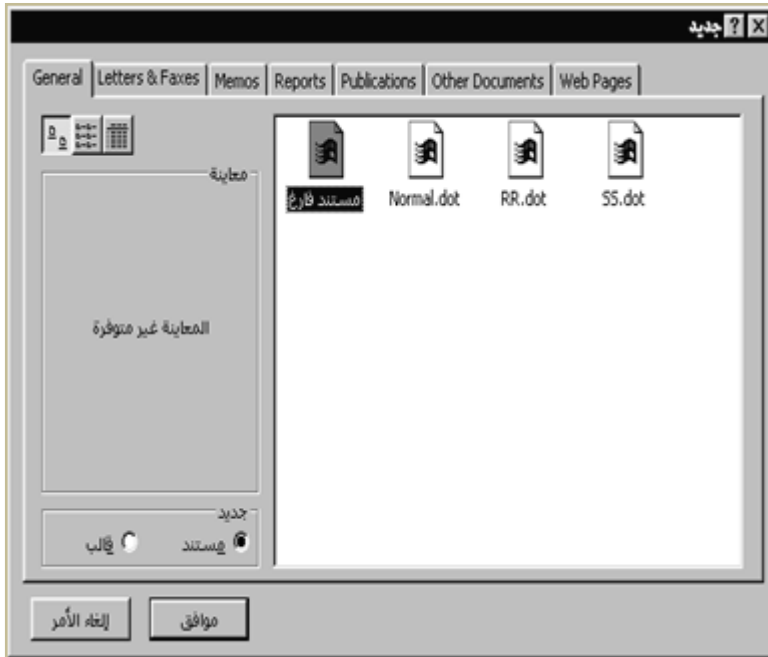 جديد
General
Letters & Faxes
Memos
Reports
Publications
Other Documents
Web Pages
معاينة
المعاينة غير متوفرة
مستند فارغ
Normal.dot
RR.dot
SS.dot
جديد
مستند
قالب
موافق
إلغاء الأمر